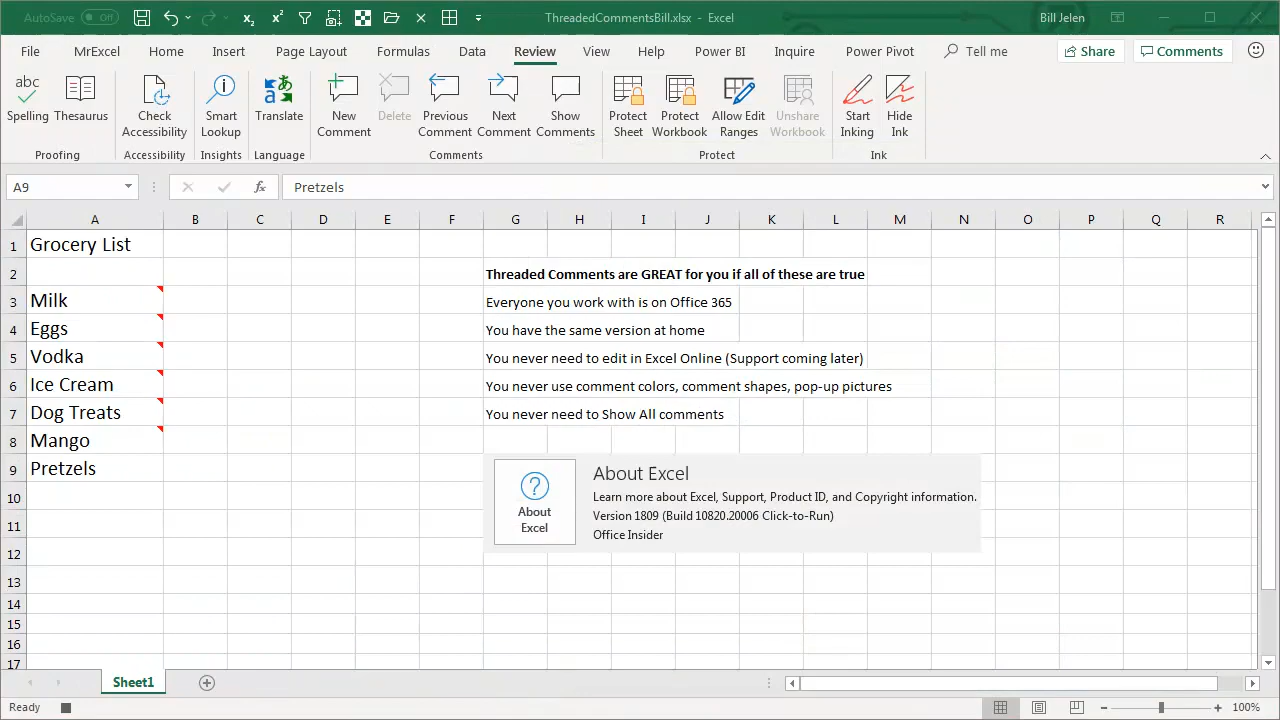 AutoSave Off
ThreadedCommentsBill.xlsx - Excel
Bill Jelen
File MrExcel Home Insert Page Layout Formulas Data Review View Help Power BI Inquire Power Pivot Tell me Share Comments
abc
Spelling
Thesaurus
Check
Accessibility
Smart
Lookup
Translate
New
Comment
Delete
Previous
Comment
Next
Comment
Show
Comments
Protect
Sheet
Protect
Workbook
Allow Edit
Ranges
Unshare
Workbook
Start
Inking
Hide
Ink
Proofing Accessibility Insights Language Comments Protect Ink
A9 fx Pretzels
A B C D E F G H I J K L M N O P Q R
1 Grocery List
2 Threaded Comments are GREAT for you if all of these are true
3 Milk Everyone you work with is on Office 365
4 Eggs You have the same version at home
5 Vodka You never need to edit in Excel Online (Support coming later)
6 Ice Cream You never use comment colors, comment shapes, pop-up pictures
7 Dog Treats You never need to Show All comments
8 Mango
9 Pretzels
10
11
12
13
14
15
16
17
About
Excel
About Excel
Learn more about Excel, Support, Product ID, and Copyright information.
Version 1809 (Build 10820.20006 Click-to-Run)
Office Insider
Sheet1
Ready
100%